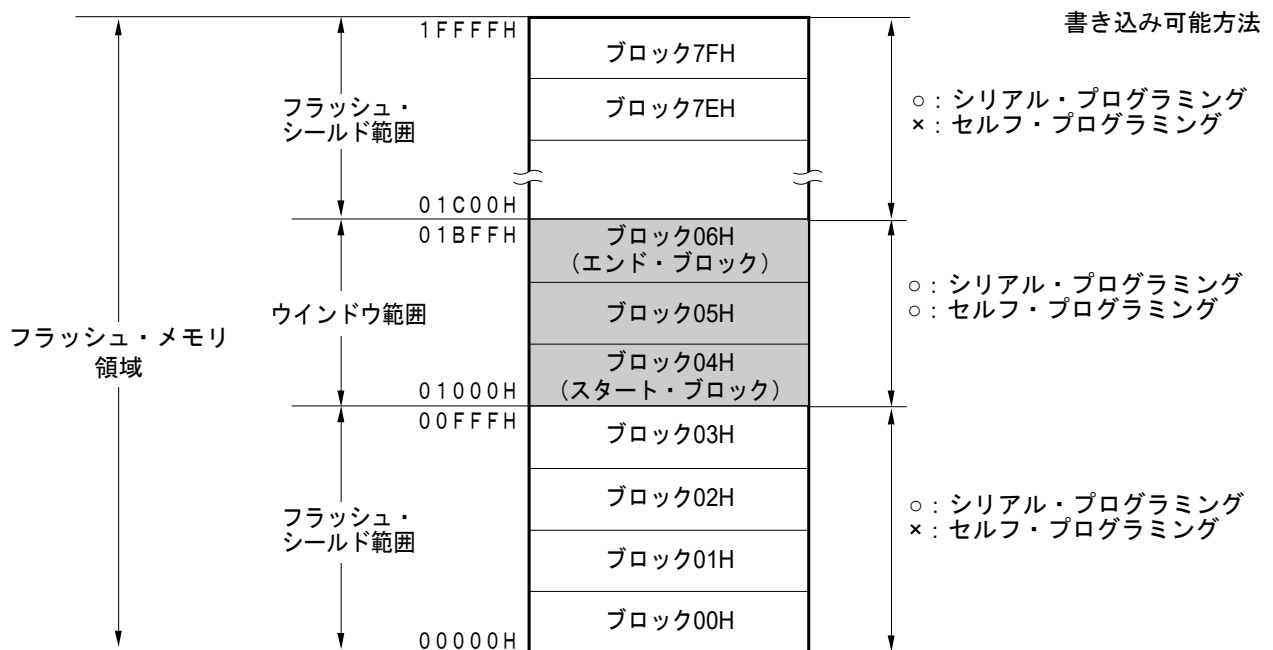 書き込み可能方法
1FFFFH
ブロック7FH
ブロック7EH
フラッシュ・
シールド範囲
○：シリアル・プログラミング
×：セルフ・プログラミング
01C00H
01BFFH
ブロック06H
（エンド・ブロック）
ウインドウ範囲
ブロック05H
○：シリアル・プログラミング
○：セルフ・プログラミング
フラッシュ・メモリ
領域
ブロック04H
（スタート・ブロック）
01000H
00FFFH
ブロック03H
ブロック02H
フラッシュ・
シールド範囲
○：シリアル・プログラミング
×：セルフ・プログラミング
ブロック01H
ブロック00H
00000H